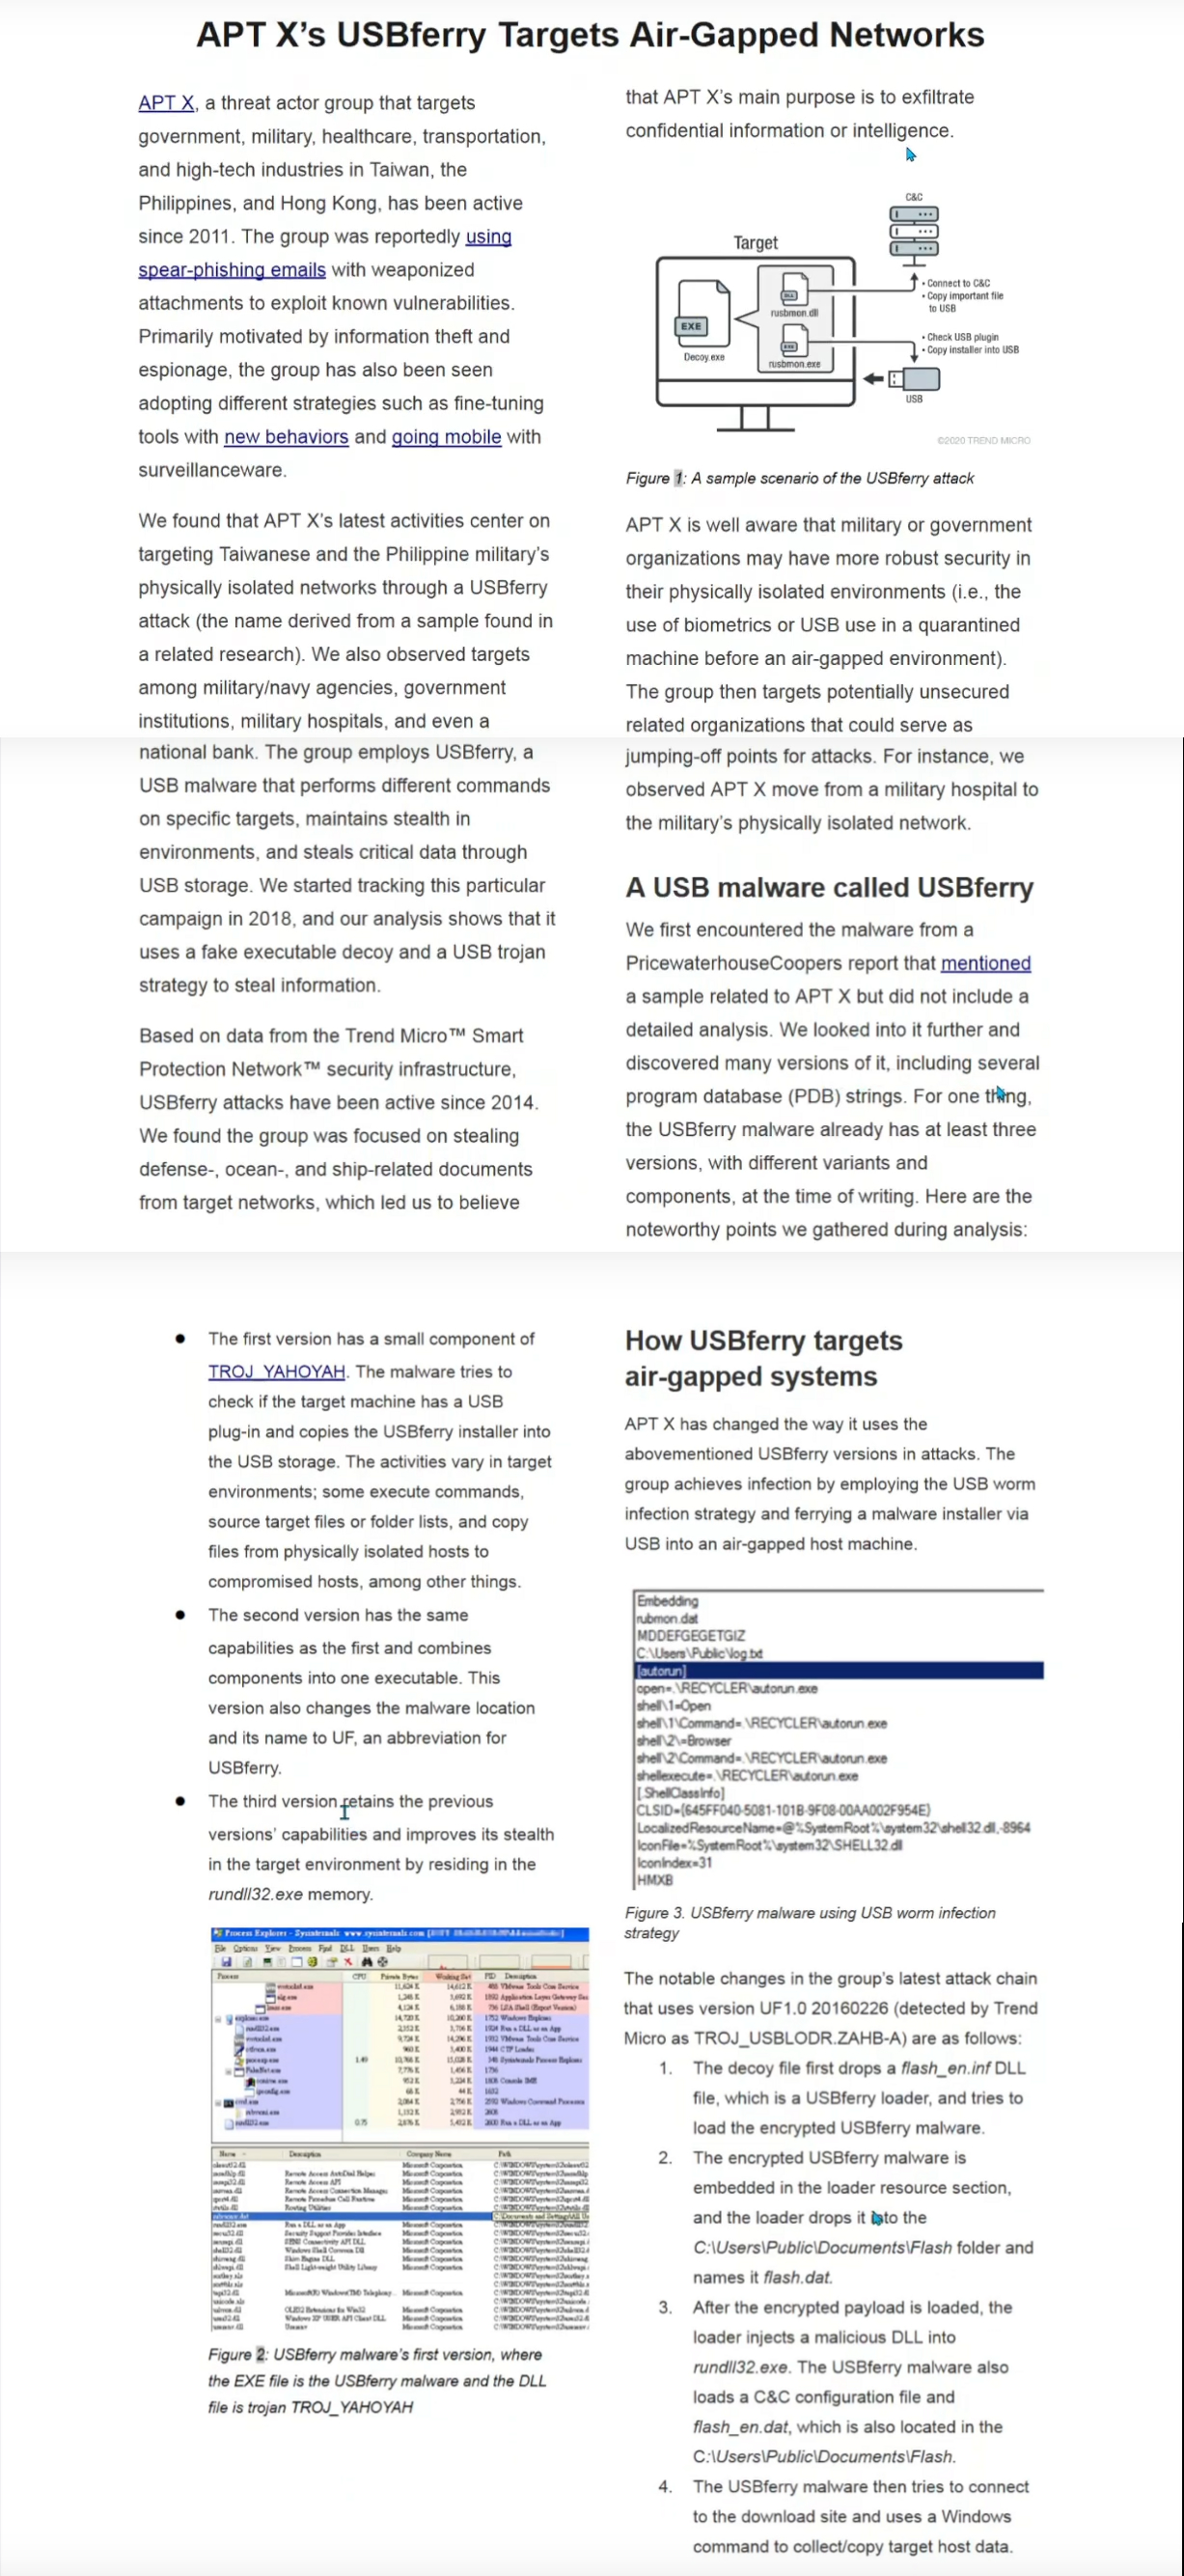 APT X’s USBferry Targets Air-Gapped Networks
APT X, a threat actor group that targets
government, military, healthcare, transportation,
and high-tech industries in Taiwan, the
Philippines, and Hong Kong, has been active
since 2011. The group was reportedly using
spear-phishing emails with weaponized
attachments to exploit known vulnerabilities.
Primarily motivated by information theft and
espionage, the group has also been seen
adopting different strategies such as fine-tuning
tools with new behaviors and going mobile with
surveillanceware.
We found that APT X’s latest activities center on
targeting Taiwanese and the Philippine military’s
physically isolated networks through a USBferry
attack (the name derived from a sample found in
a related research). We also observed targets
among military/navy agencies, government
institutions, military hospitals, and even a
national bank. The group employs USBferry, a
USB malware that performs different commands
on specific targets, maintains stealth in
environments, and steals critical data through
USB storage. We started tracking this particular
campaign in 2018, and our analysis shows that it
uses a fake executable decoy and a USB trojan
strategy to steal information.
Based on data from the Trend Micro™ Smart
Protection Network™ security infrastructure,
USBferry attacks have been active since 2014.
We found the group was focused on stealing
defense-, ocean-, and ship-related documents
from target networks, which led us to believe
that APT X’s main purpose is to exfiltrate
confidential information or intelligence.
C&C
Target
• Connect to C&C
• Copy important file
to USB
DLL
rusbmon.dll
EXE
Decoy.exe
EXE
rusbmon.exe
• Check USB plugin
• Copy installer into USB
USB
©2020 TREND MICRO
Figure 1: A sample scenario of the USBferry attack
APT X is well aware that military or government
organizations may have more robust security in
their physically isolated environments (i.e., the
use of biometrics or USB use in a quarantined
machine before an air-gapped environment).
The group then targets potentially unsecured
related organizations that could serve as
jumping-off points for attacks. For instance, we
observed APT X move from a military hospital to
the military’s physically isolated network.
A USB malware called USBferry
We first encountered the malware from a
PricewaterhouseCoopers report that mentioned
a sample related to APT X but did not include a
detailed analysis. We looked into it further and
discovered many versions of it, including several
program database (PDB) strings. For one thing,
the USBferry malware already has at least three
versions, with different variants and
components, at the time of writing. Here are the
noteworthy points we gathered during analysis:
● The first version has a small component of
TROJ_YAHOYAH. The malware tries to
check if the target machine has a USB
plug-in and copies the USBferry installer into
the USB storage. The activities vary in target
environments; some execute commands,
source target files or folder lists, and copy
files from physically isolated hosts to
compromised hosts, among other things.
● The second version has the same
capabilities as the first and combines
components into one executable. This
version also changes the malware location
and its name to UF, an abbreviation for
USBferry.
● The third version retains the previous
versions’ capabilities and improves its stealth
in the target environment by residing in the
rundll32.exe memory.
Process Explorer - Sysinternals: www.sysinternals.com
File Options View Process Find DLL Users Help
Process CPU Private Bytes Working Set PID Description
Name Description Company Name Path
Figure 2: USBferry malware’s first version, where
the EXE file is the USBferry malware and the DLL
file is trojan TROJ_YAHOYAH
How USBferry targets
air-gapped systems
APT X has changed the way it uses the
abovementioned USBferry versions in attacks. The
group achieves infection by employing the USB worm
infection strategy and ferrying a malware installer via
USB into an air-gapped host machine.
Embedding
rubmon.dat
MDDEFGEGETGIZ
C:\Users\Public\log.txt
[autorun]
open=.\RECYCLER\autorun.exe
shell\1=Open
shell\1\Command=.\RECYCLER\autorun.exe
shell\2\=Browser
shell\2\Command=.\RECYCLER\autorun.exe
shellexecute=.\RECYCLER\autorun.exe
[.ShellClassInfo]
CLSID={645FF040-5081-101B-9F08-00AA002F954E}
LocalizedResourceName=@%SystemRoot%\system32\shell32.dll,-8964
IconFile=%SystemRoot%\system32\SHELL32.dll
IconIndex=31
HMXB
Figure 3. USBferry malware using USB worm infection
strategy
The notable changes in the group’s latest attack chain
that uses version UF1.0 20160226 (detected by Trend
Micro as TROJ_USBLODR.ZAHB-A) are as follows:
1. The decoy file first drops a flash_en.inf DLL
file, which is a USBferry loader, and tries to
load the encrypted USBferry malware.
2. The encrypted USBferry malware is
embedded in the loader resource section,
and the loader drops it into the
C:\Users\Public\Documents\Flash folder and
names it flash.dat.
3. After the encrypted payload is loaded, the
loader injects a malicious DLL into
rundll32.exe. The USBferry malware also
loads a C&C configuration file and
flash_en.dat, which is also located in the
C:\Users\Public\Documents\Flash.
4. The USBferry malware then tries to connect
to the download site and uses a Windows
command to collect/copy target host data.